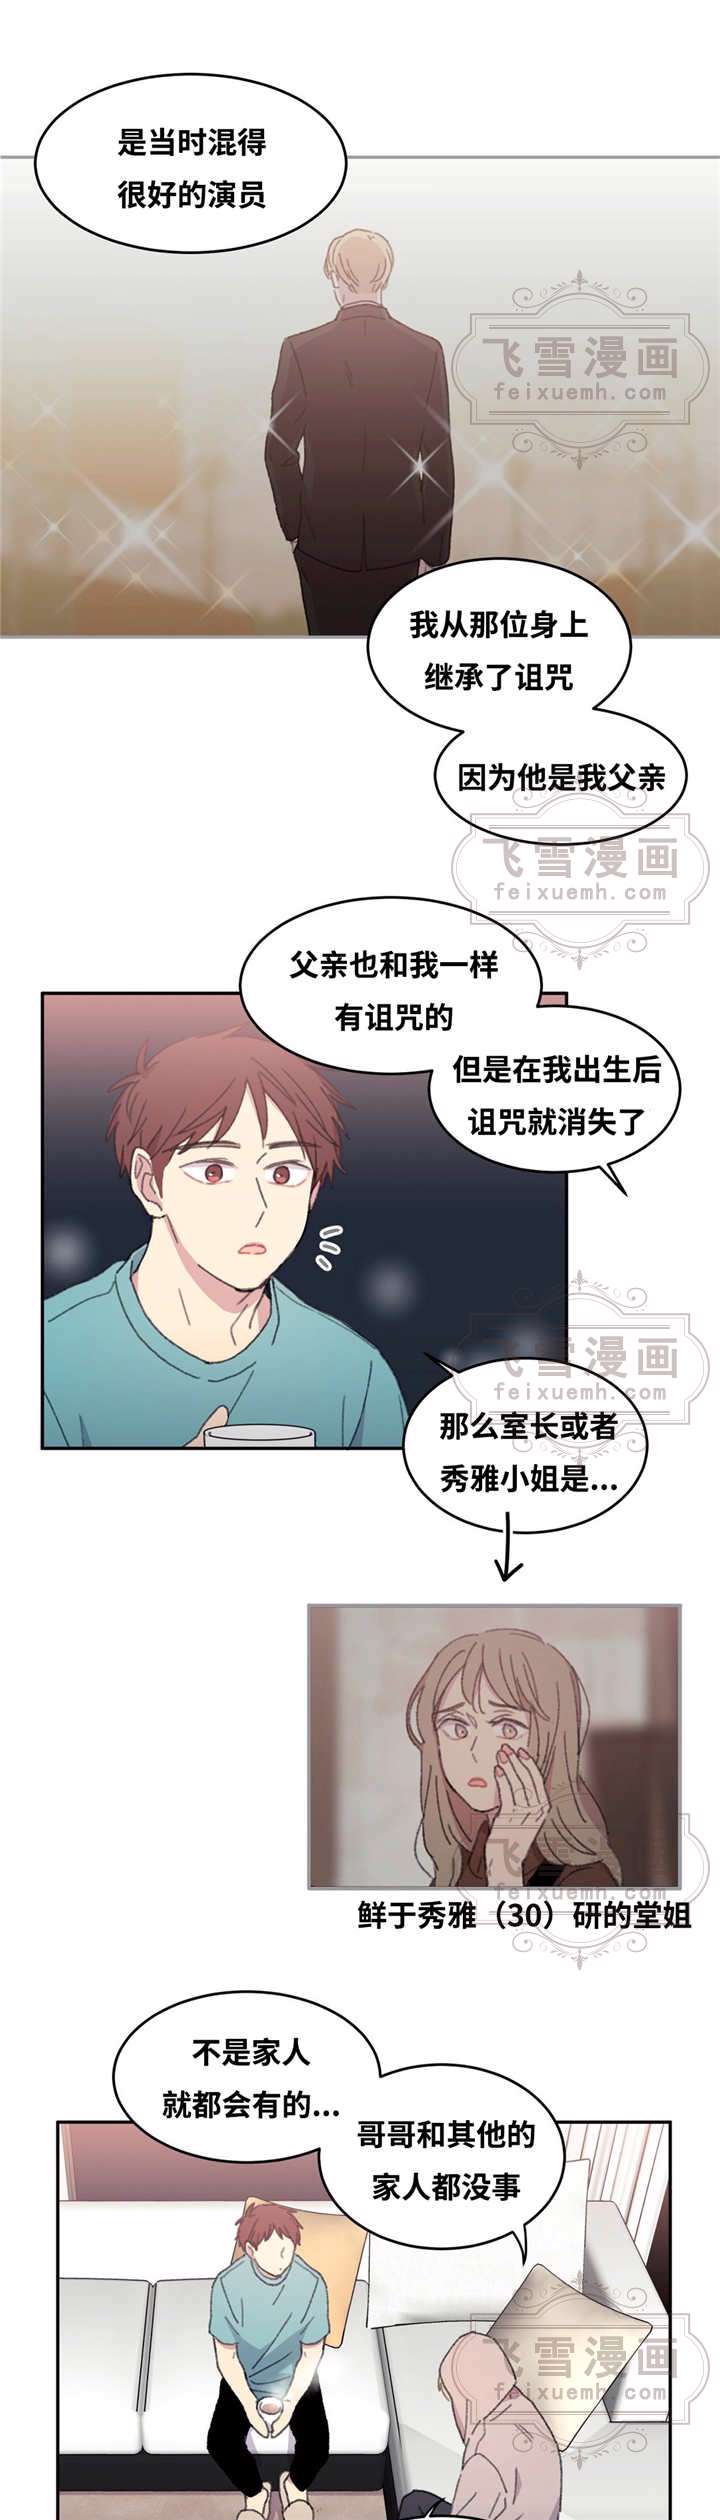 是当时混得
很好的演员
飞雪漫画
feixuemh.com
我从那位身上
继承了诅咒
因为他是我父亲
飞雪漫画
feixuemh.com
父亲也和我一样
有诅咒的
但是在我出生后
诅咒就消失了
飞雪漫画
feixuemh.com
那么室长或者
秀雅小姐是...
飞雪漫画
feixuemh.com
鲜于秀雅（30）研的堂姐
不是家人
就都会有的...
哥哥和其他的
家人都没事
飞雪漫画
feixuemh.com